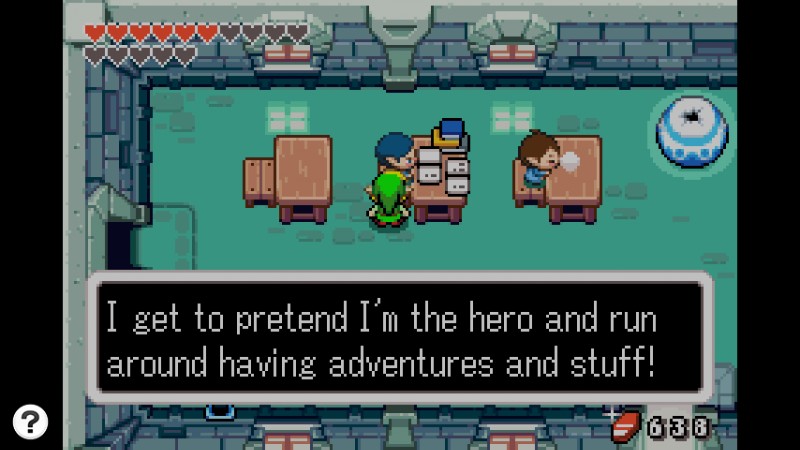 I get to pretend I'm the hero and run
around having adventures and stuff!
?
638